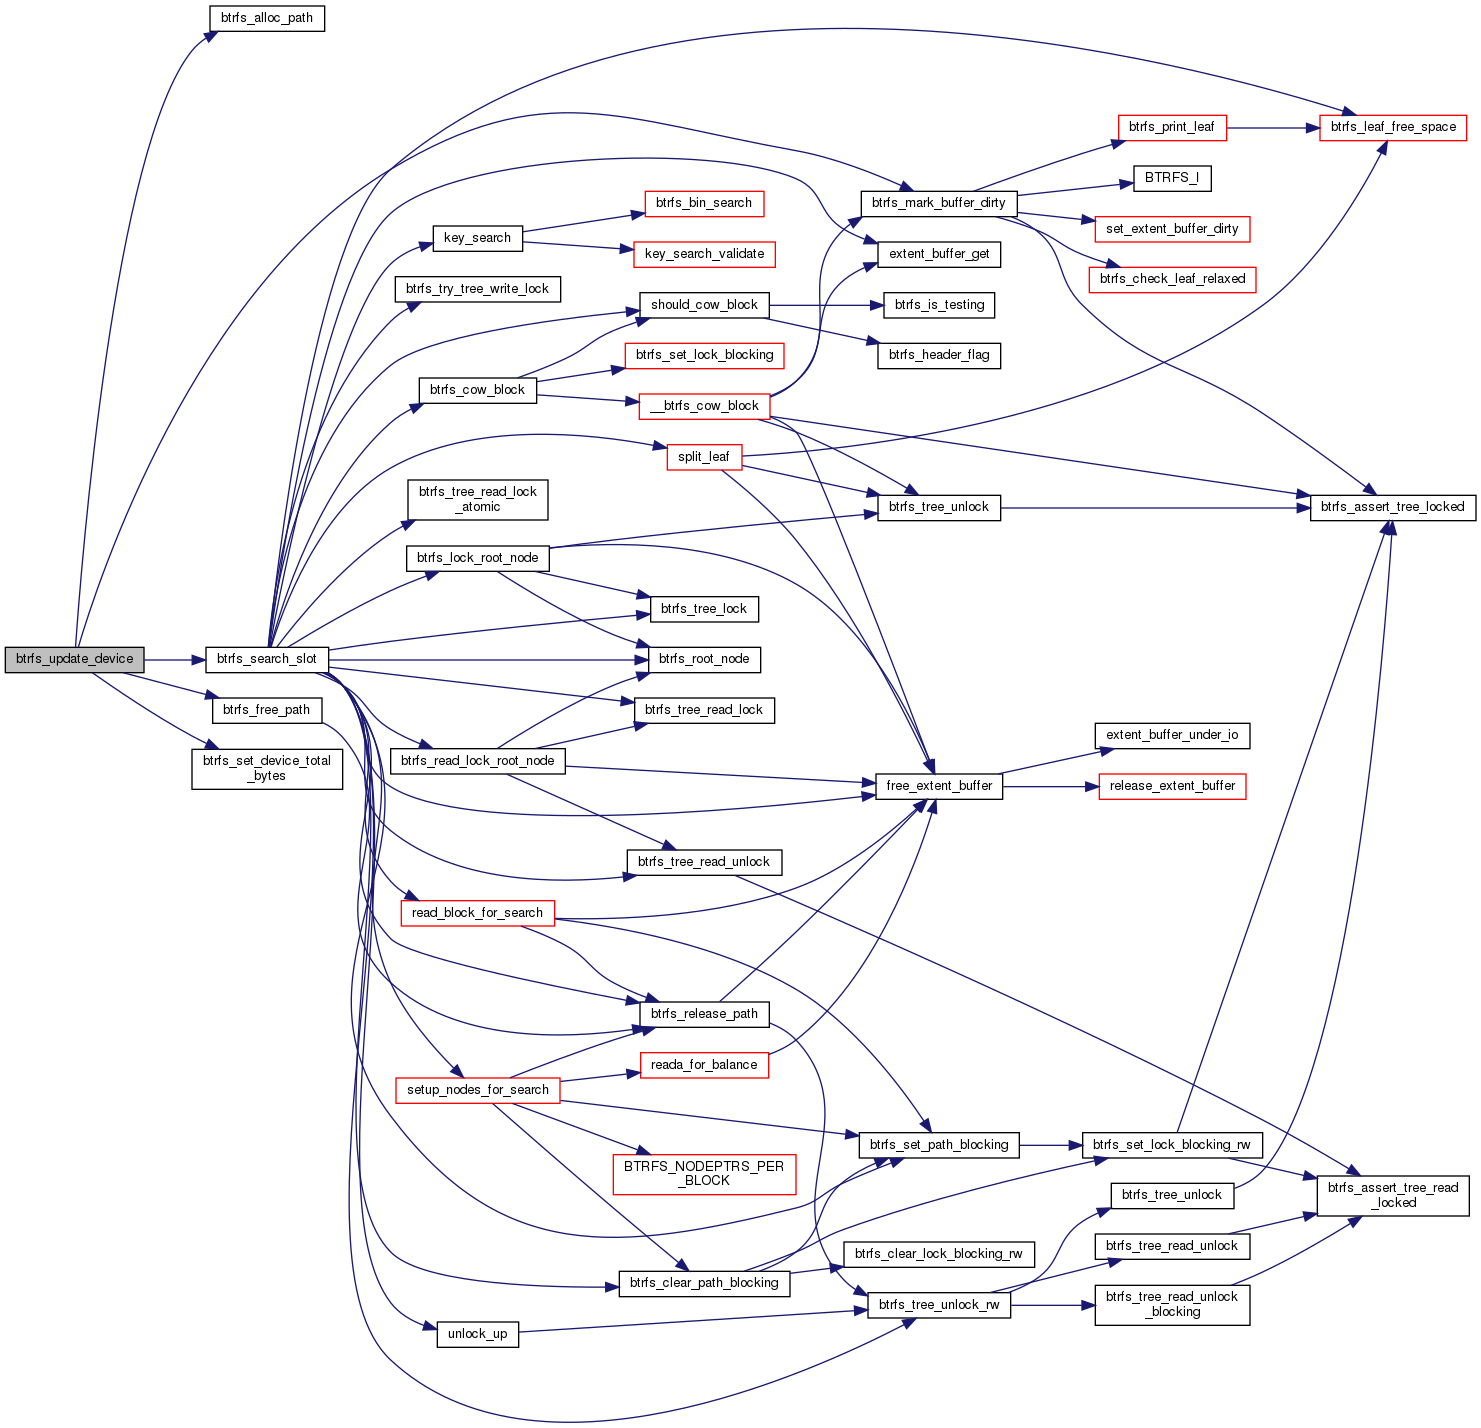 btrfs_alloc_path
btrfs_print_leaf
btrfs_leaf_free_space
BTRFS_I
btrfs_mark_buffer_dirty
btrfs_bin_search
set_extent_buffer_dirty
key_search
key_search_validate
extent_buffer_get
btrfs_check_leaf_relaxed
btrfs_try_tree_write_lock
should_cow_block
btrfs_is_testing
btrfs_set_lock_blocking
btrfs_header_flag
btrfs_cow_block
__btrfs_cow_block
split_leaf
btrfs_tree_read_lock
_atomic
btrfs_tree_unlock
btrfs_assert_tree_locked
btrfs_lock_root_node
btrfs_tree_lock
btrfs_update_device
btrfs_search_slot
btrfs_root_node
btrfs_free_path
btrfs_tree_read_lock
extent_buffer_under_io
btrfs_set_device_total
_bytes
btrfs_read_lock_root_node
free_extent_buffer
release_extent_buffer
btrfs_tree_read_unlock
read_block_for_search
btrfs_release_path
reada_for_balance
setup_nodes_for_search
btrfs_set_path_blocking
btrfs_set_lock_blocking_rw
BTRFS_NODEPTRS_PER
_BLOCK
btrfs_tree_unlock
btrfs_assert_tree_read
_locked
btrfs_tree_read_unlock
btrfs_clear_lock_blocking_rw
btrfs_clear_path_blocking
btrfs_tree_unlock_rw
btrfs_tree_read_unlock
_blocking
unlock_up